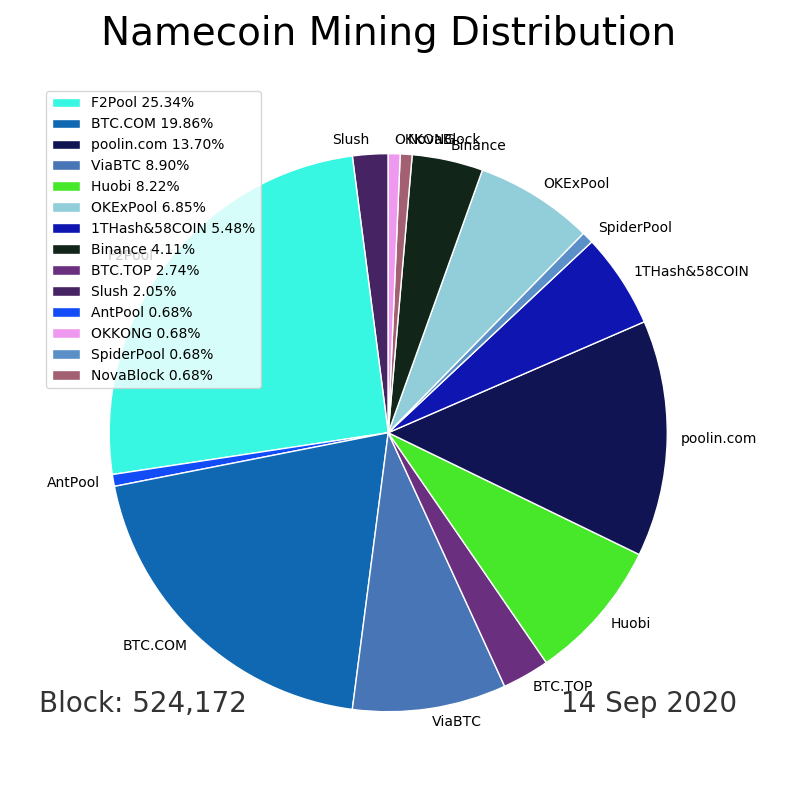 Namecoin Mining Distribution
F2Pool 25.34%
BTC.COM 19.86%
poolin.com 13.70%
ViaBTC 8.90%
Huobi 8.22%
OKExPool 6.85%
1THash&58COIN 5.48%
Binance 4.11%
BTC.TOP 2.74%
Slush 2.05%
AntPool 0.68%
OKKONG 0.68%
SpiderPool 0.68%
NovaBlock 0.68%
Slush
OKKONG
NovaBlock
Binance
OKExPool
SpiderPool
1THash&58COIN
F2Pool
poolin.com
AntPool
Huobi
BTC.COM
BTC.TOP
ViaBTC
Block: 524,172
14 Sep 2020